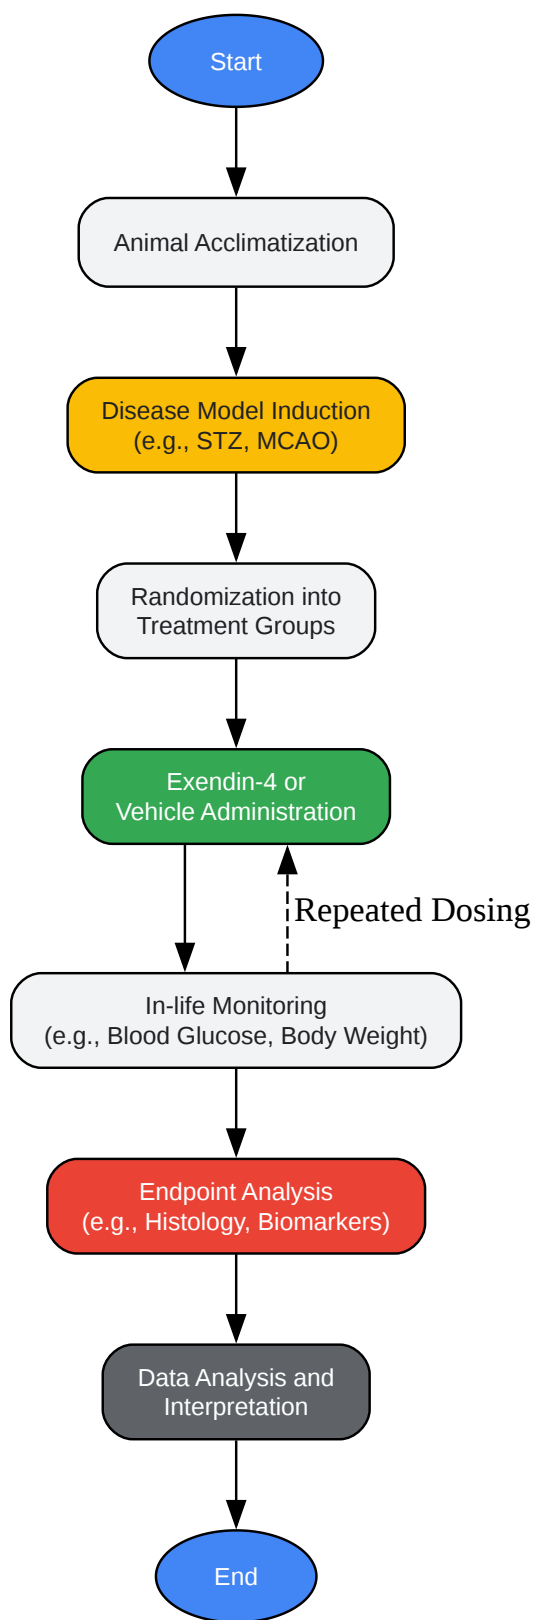 Start
Animal Acclimatization
Disease Model Induction
(e.g., STZ, MCAO)
Randomization into
Treatment Groups
Exendin-4 or
Vehicle Administration
Repeated Dosing
In-life Monitoring
(e.g., Blood Glucose, Body Weight)
Endpoint Analysis
(e.g., Histology, Biomarkers)
Data Analysis and
Interpretation
End